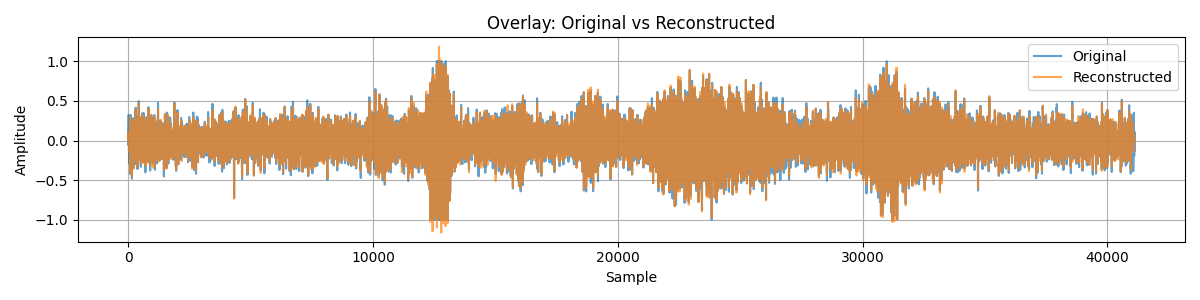 Overlay: Original vs Reconstructed
Original
Reconstructed
1.0
0.5
0.0
−0.5
−1.0
Amplitude
0 10000 20000 30000 40000
Sample